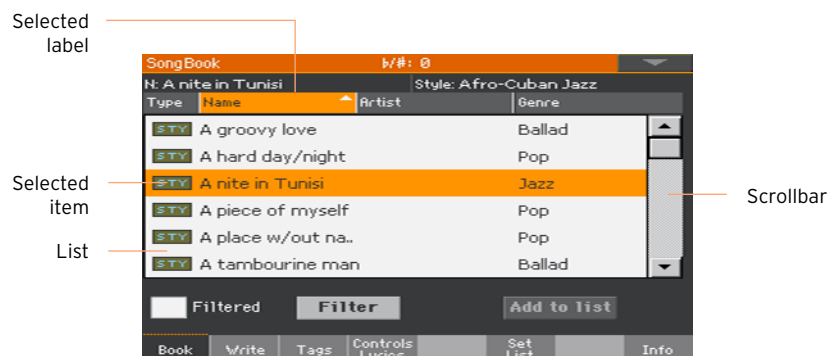 Selected
label
SongBook ♭/#: 0
N: A nite in Tunisi Style: Afro-Cuban Jazz
Type Name Artist Genre
STY A groovy love Ballad
STY A hard day/night Pop
Selected
item
STY A nite in Tunisi Jazz
Scrollbar
STY A piece of myself Pop
List
STY A place w/out na.. Pop
STY A tambourine man Ballad
Filtered Filter Add to list
Book Write Tags Controls Lyrics Set List Info